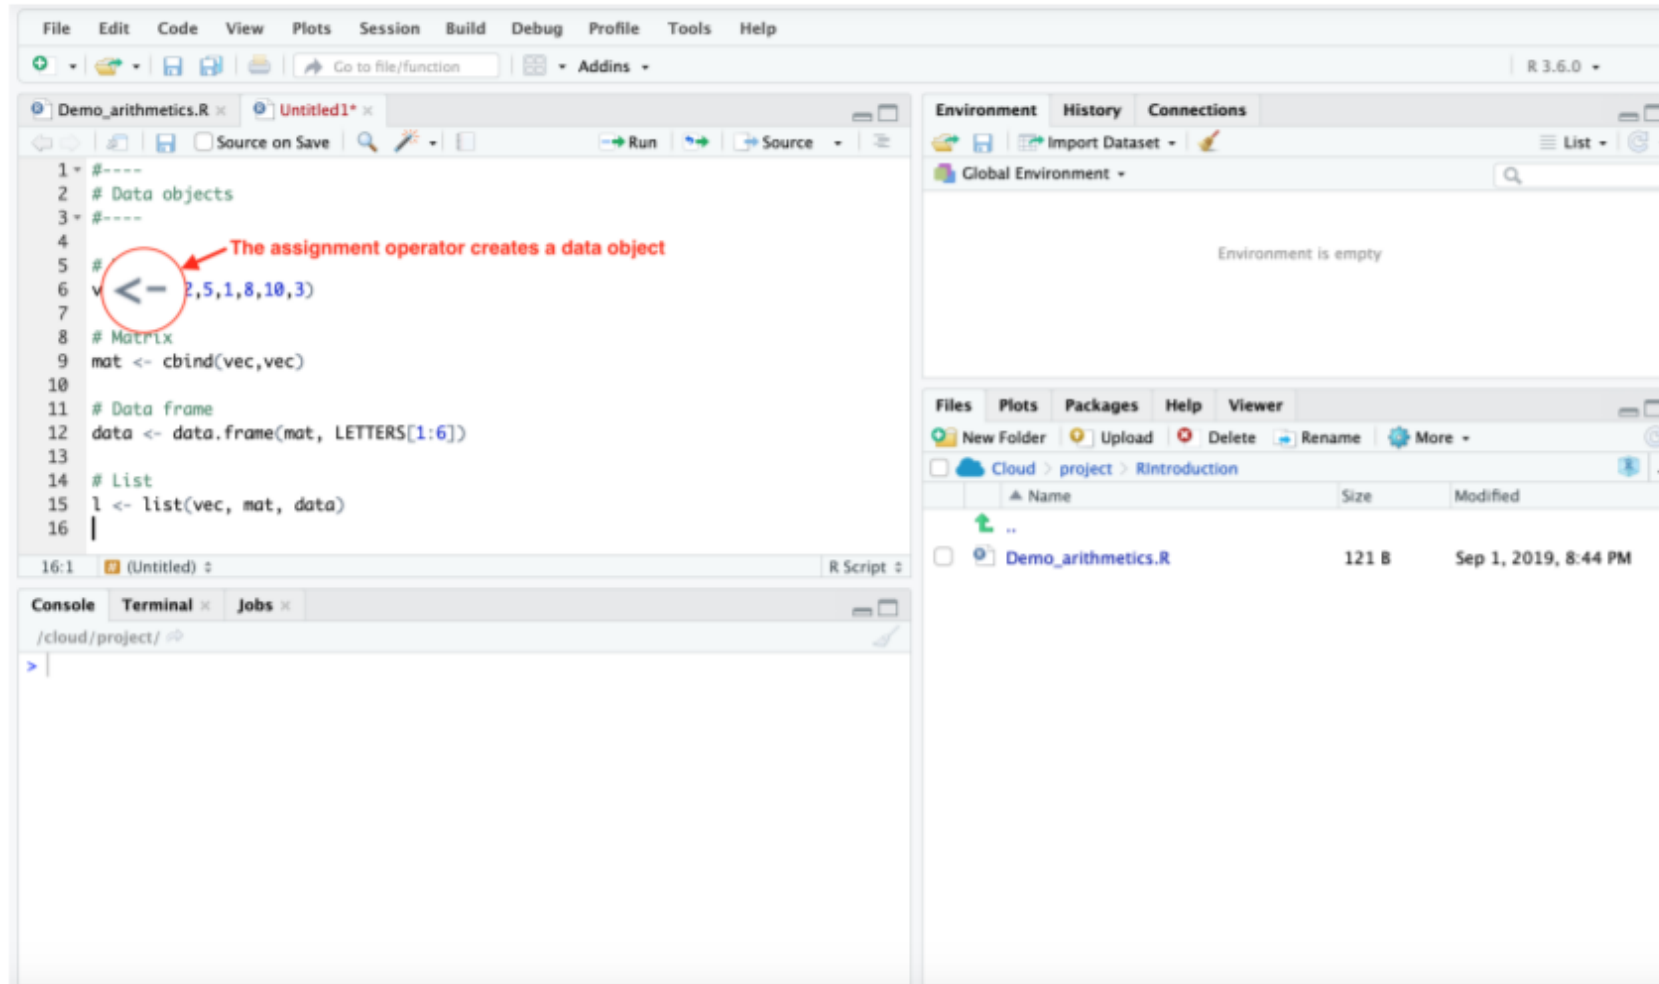 File Edit Code View Plots Session Build Debug Profile Tools Help
Go to file/function Addins R 3.6.0
Demo_arithmetics.R Untitled1*
Source on Save Run Source
1 #----
2 # Data objects
3 #----
4
The assignment operator creates a data object
5 #
6 v <- 2,5,1,8,10,3)
7
8 # Matrix
9 mat <- cbind(vec,vec)
10
11 # Data frame
12 data <- data.frame(mat, LETTERS[1:6])
13
14 # List
15 l <- list(vec, mat, data)
16
16:1 (Untitled) R Script
Console Terminal Jobs
/cloud/project/
>
Environment History Connections
Import Dataset List
Global Environment
Environment is empty
Files Plots Packages Help Viewer
New Folder Upload Delete Rename More
Cloud > project > RIntroduction
Name Size Modified
..
Demo_arithmetics.R 121 B Sep 1, 2019, 8:44 PM